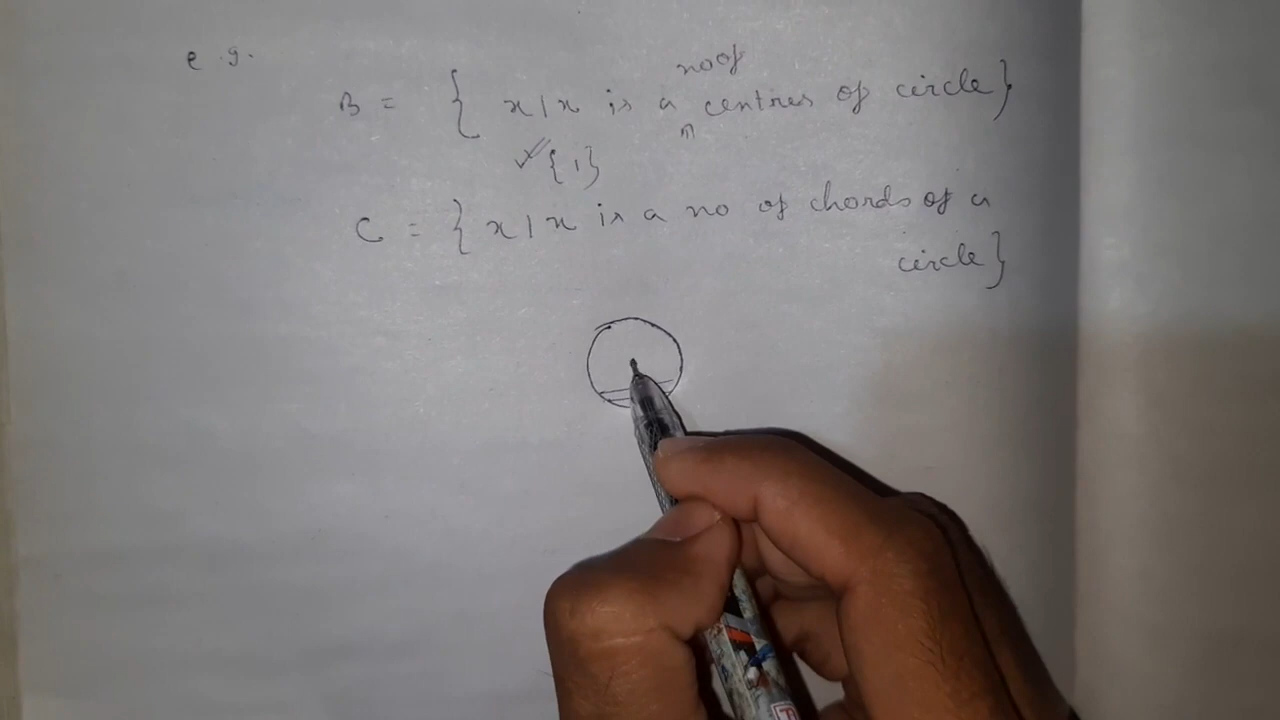 e.g.
no of
B = { x | x is a centres of circle}
^
✓ {1}
C = { x | x is a no of chords of a
circle}